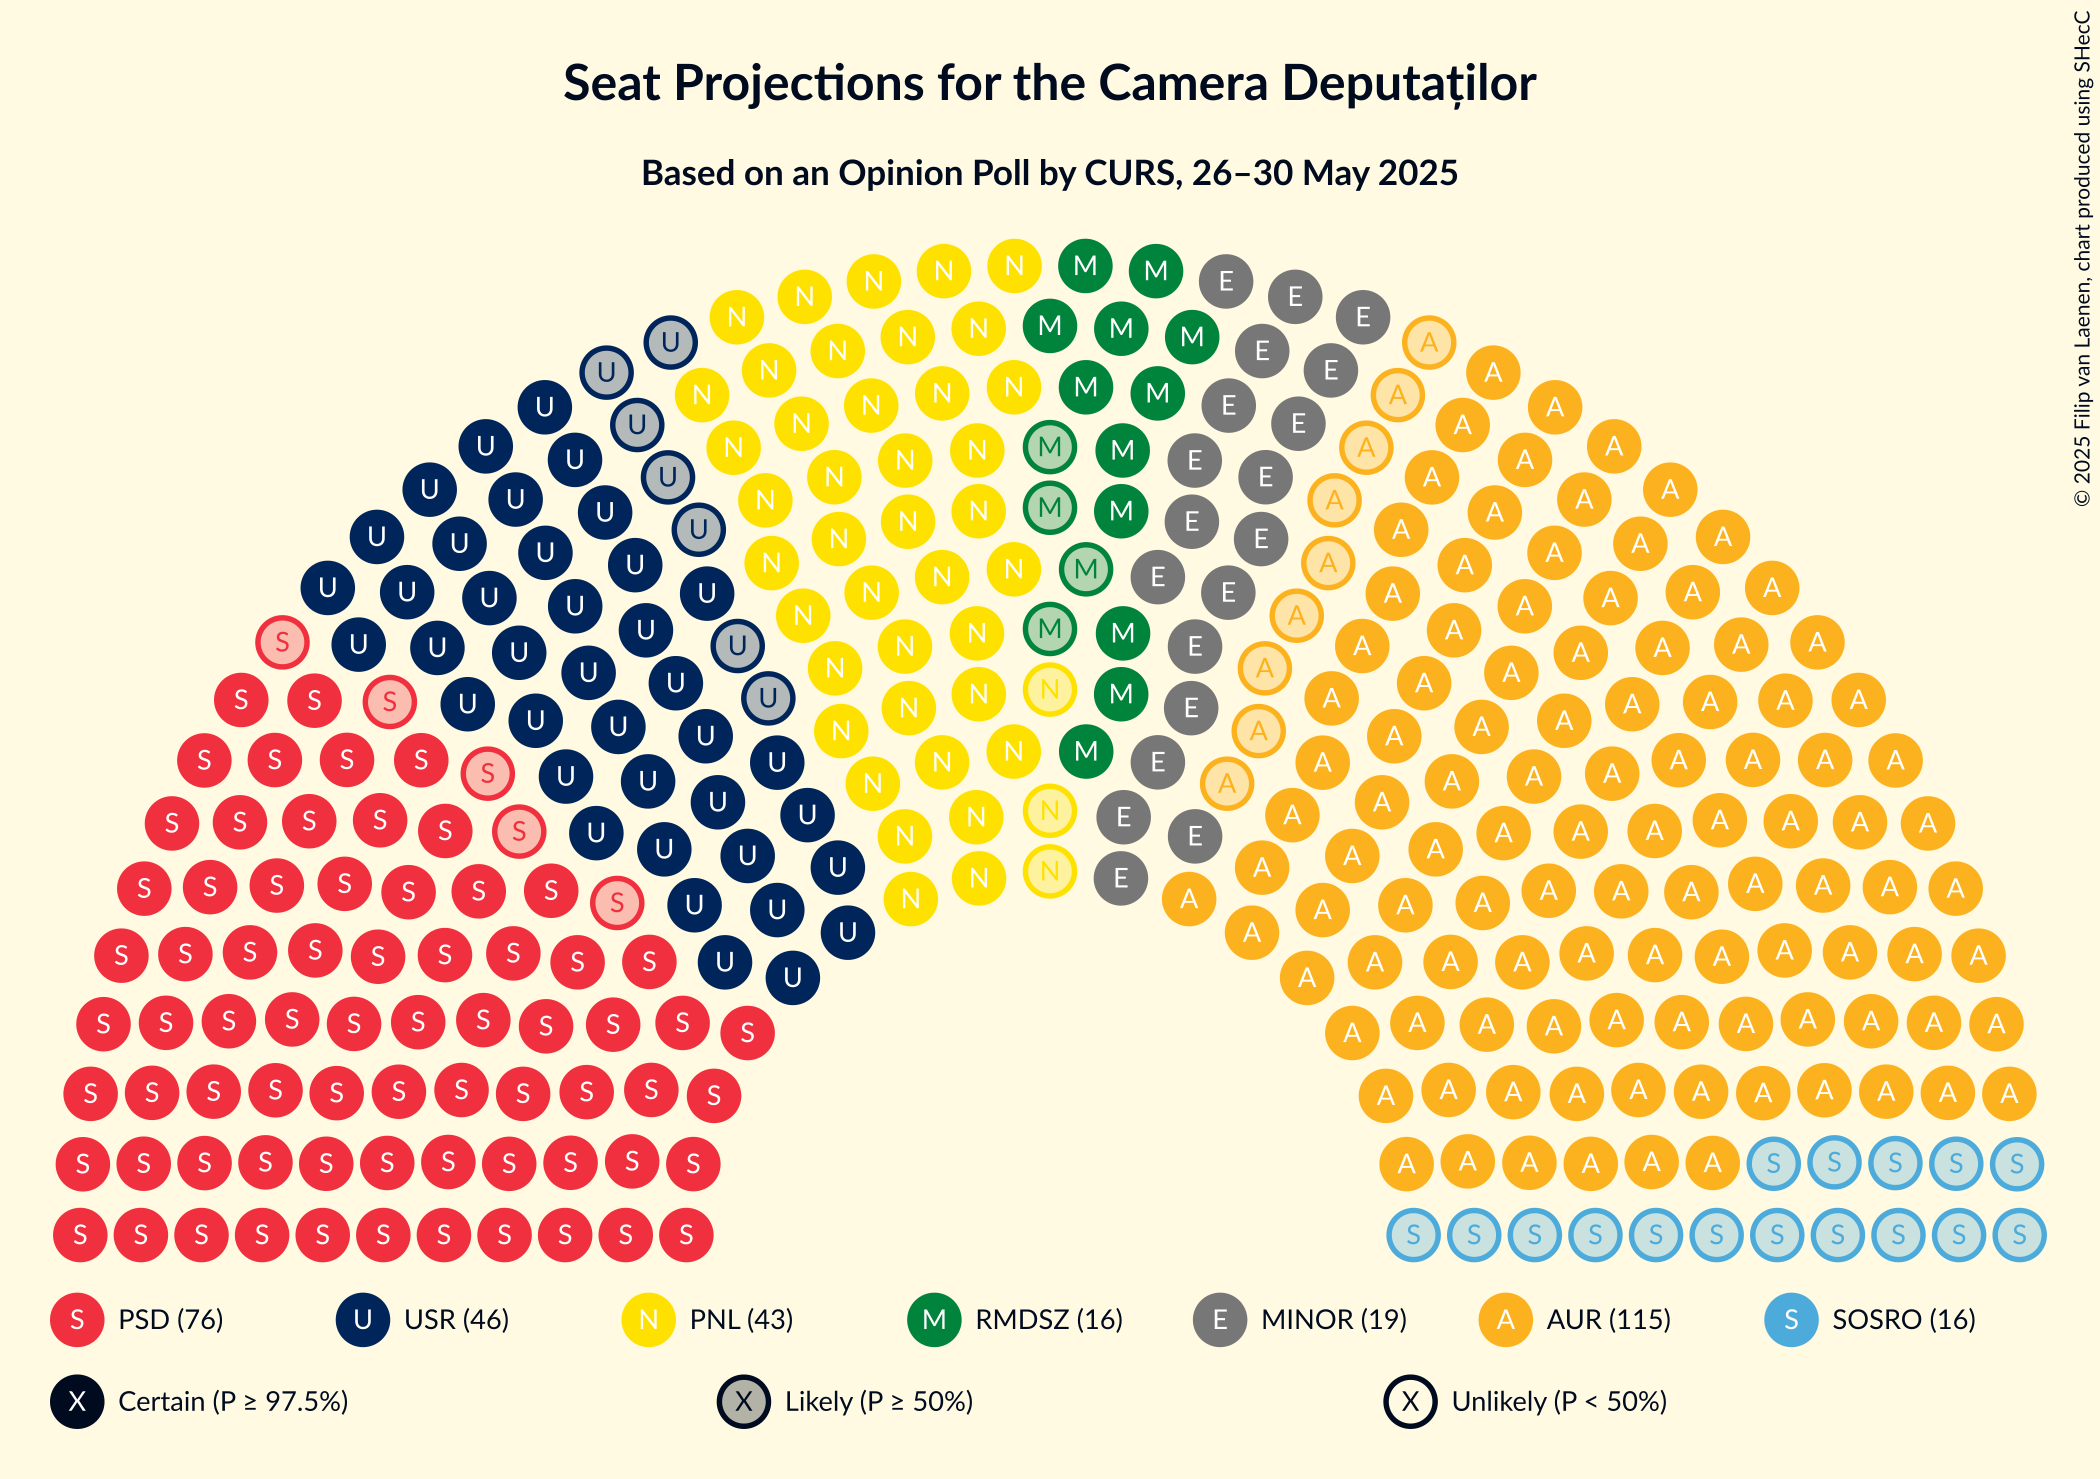 Seat Projections for the Camera Deputaților
Based on an Opinion Poll by CURS, 26–30 May 2025
© 2025 Filip van Laenen, chart produced using SHecC
S PSD (76) U USR (46) N PNL (43) M RMDSZ (16) E MINOR (19) A AUR (115) S SOSRO (16)
X Certain (P ≥ 97.5%) X Likely (P ≥ 50%) X Unlikely (P < 50%)